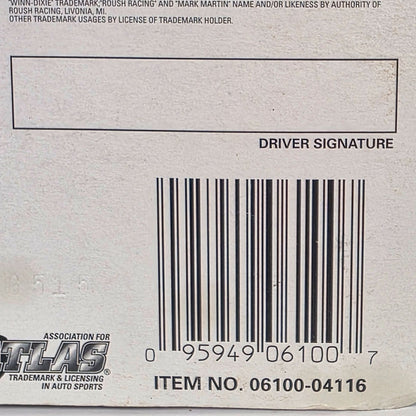 "WINN-DIXIE" TRADEMARK,"ROUSH RACING" AND "MARK MARTIN" NAME AND/OR LIKENESS BY AUTHORITY OF
ROUSH RACING, LIVONIA, MI.
OTHER TRADEMARK USAGES BY LICENSE OF TRADEMARK HOLDER.
DRIVER SIGNATURE
ASSOCIATION FOR
ATLAS
TRADEMARK & LICENSING
IN AUTO SPORTS
0 95949 06100 7
ITEM NO. 06100-04116